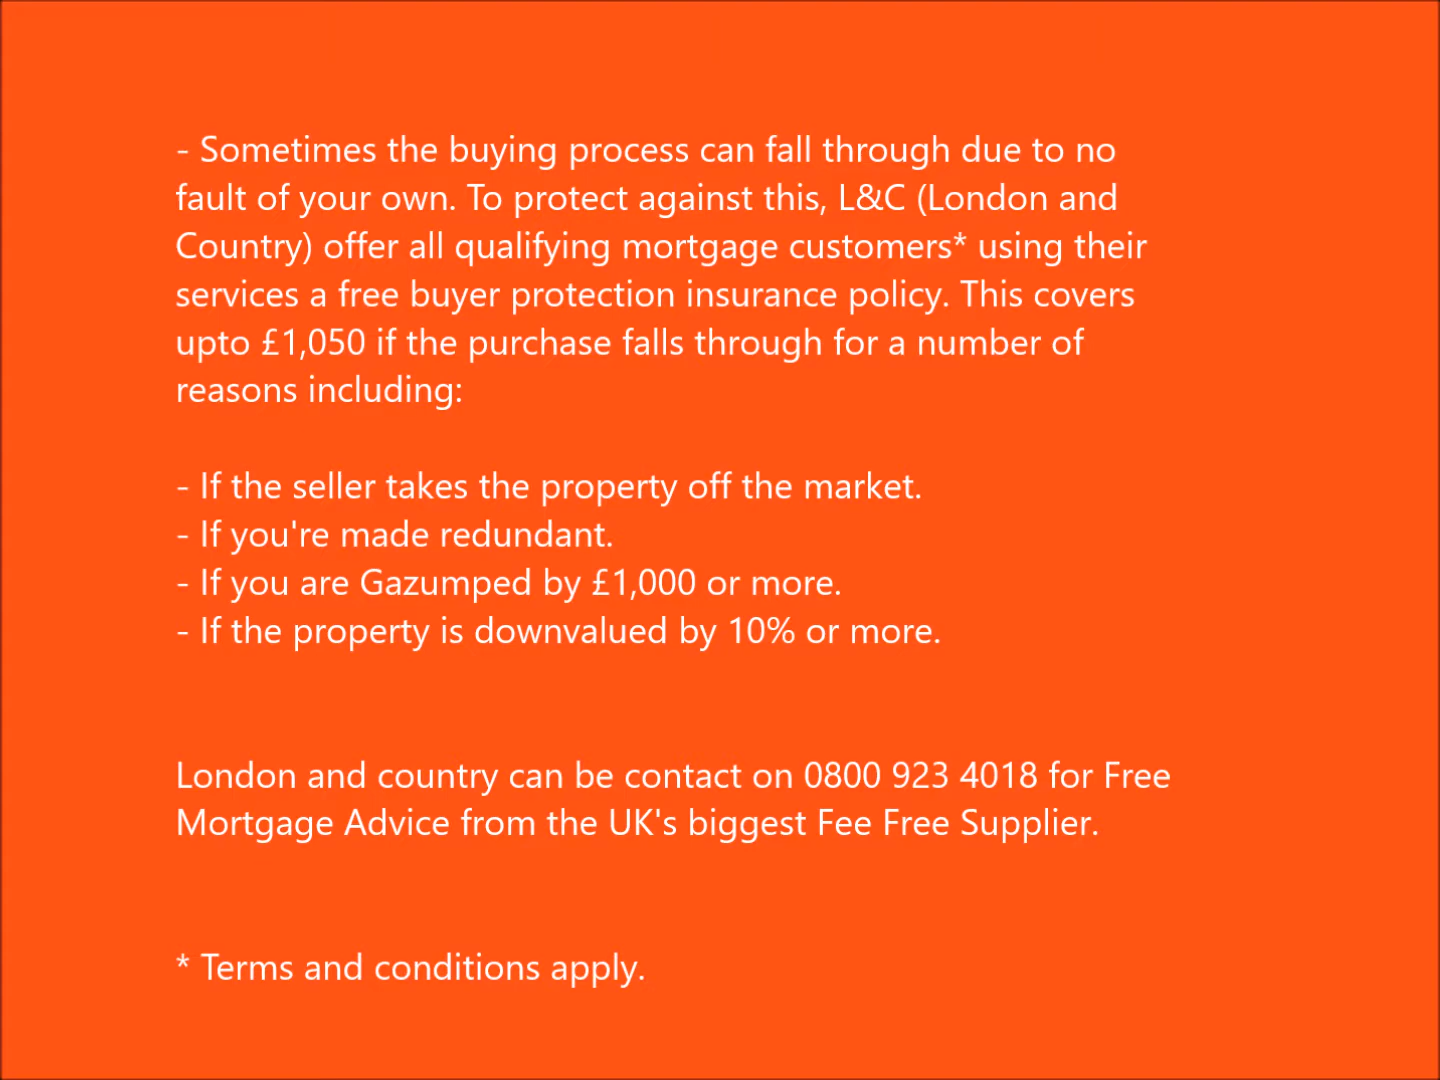 - Sometimes the buying process can fall through due to no
fault of your own. To protect against this, L&C (London and
Country) offer all qualifying mortgage customers* using their
services a free buyer protection insurance policy. This covers
upto £1,050 if the purchase falls through for a number of
reasons including:
- If the seller takes the property off the market.
- If you're made redundant.
- If you are Gazumped by £1,000 or more.
- If the property is downvalued by 10% or more.
London and country can be contact on 0800 923 4018 for Free
Mortgage Advice from the UK's biggest Fee Free Supplier.
* Terms and conditions apply.